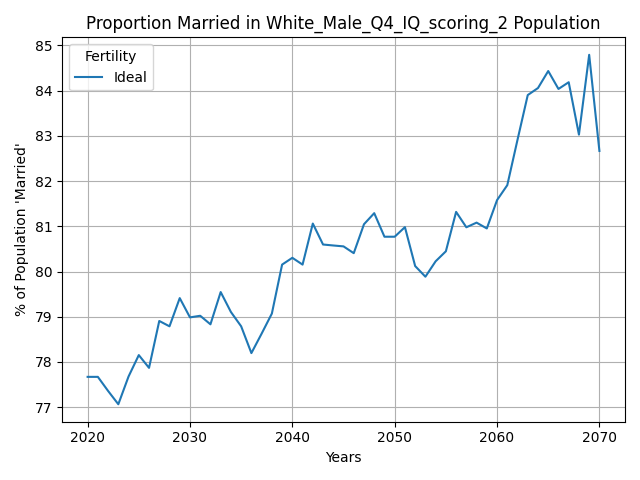 Proportion Married in White_Male_Q4_IQ_scoring_2 Population
85
84
83
82
81
80
79
78
77
% of Population 'Married'
Fertility
Ideal
2020 2030 2040 2050 2060 2070
Years